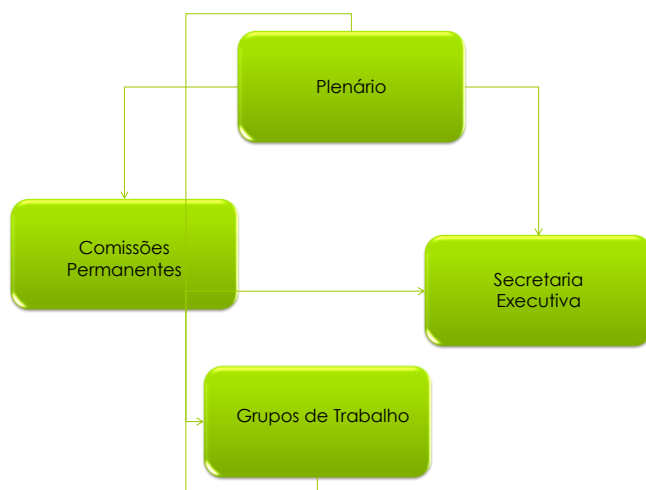 Plenário
Comissões
Permanentes
Secretaria
Executiva
Grupos de Trabalho